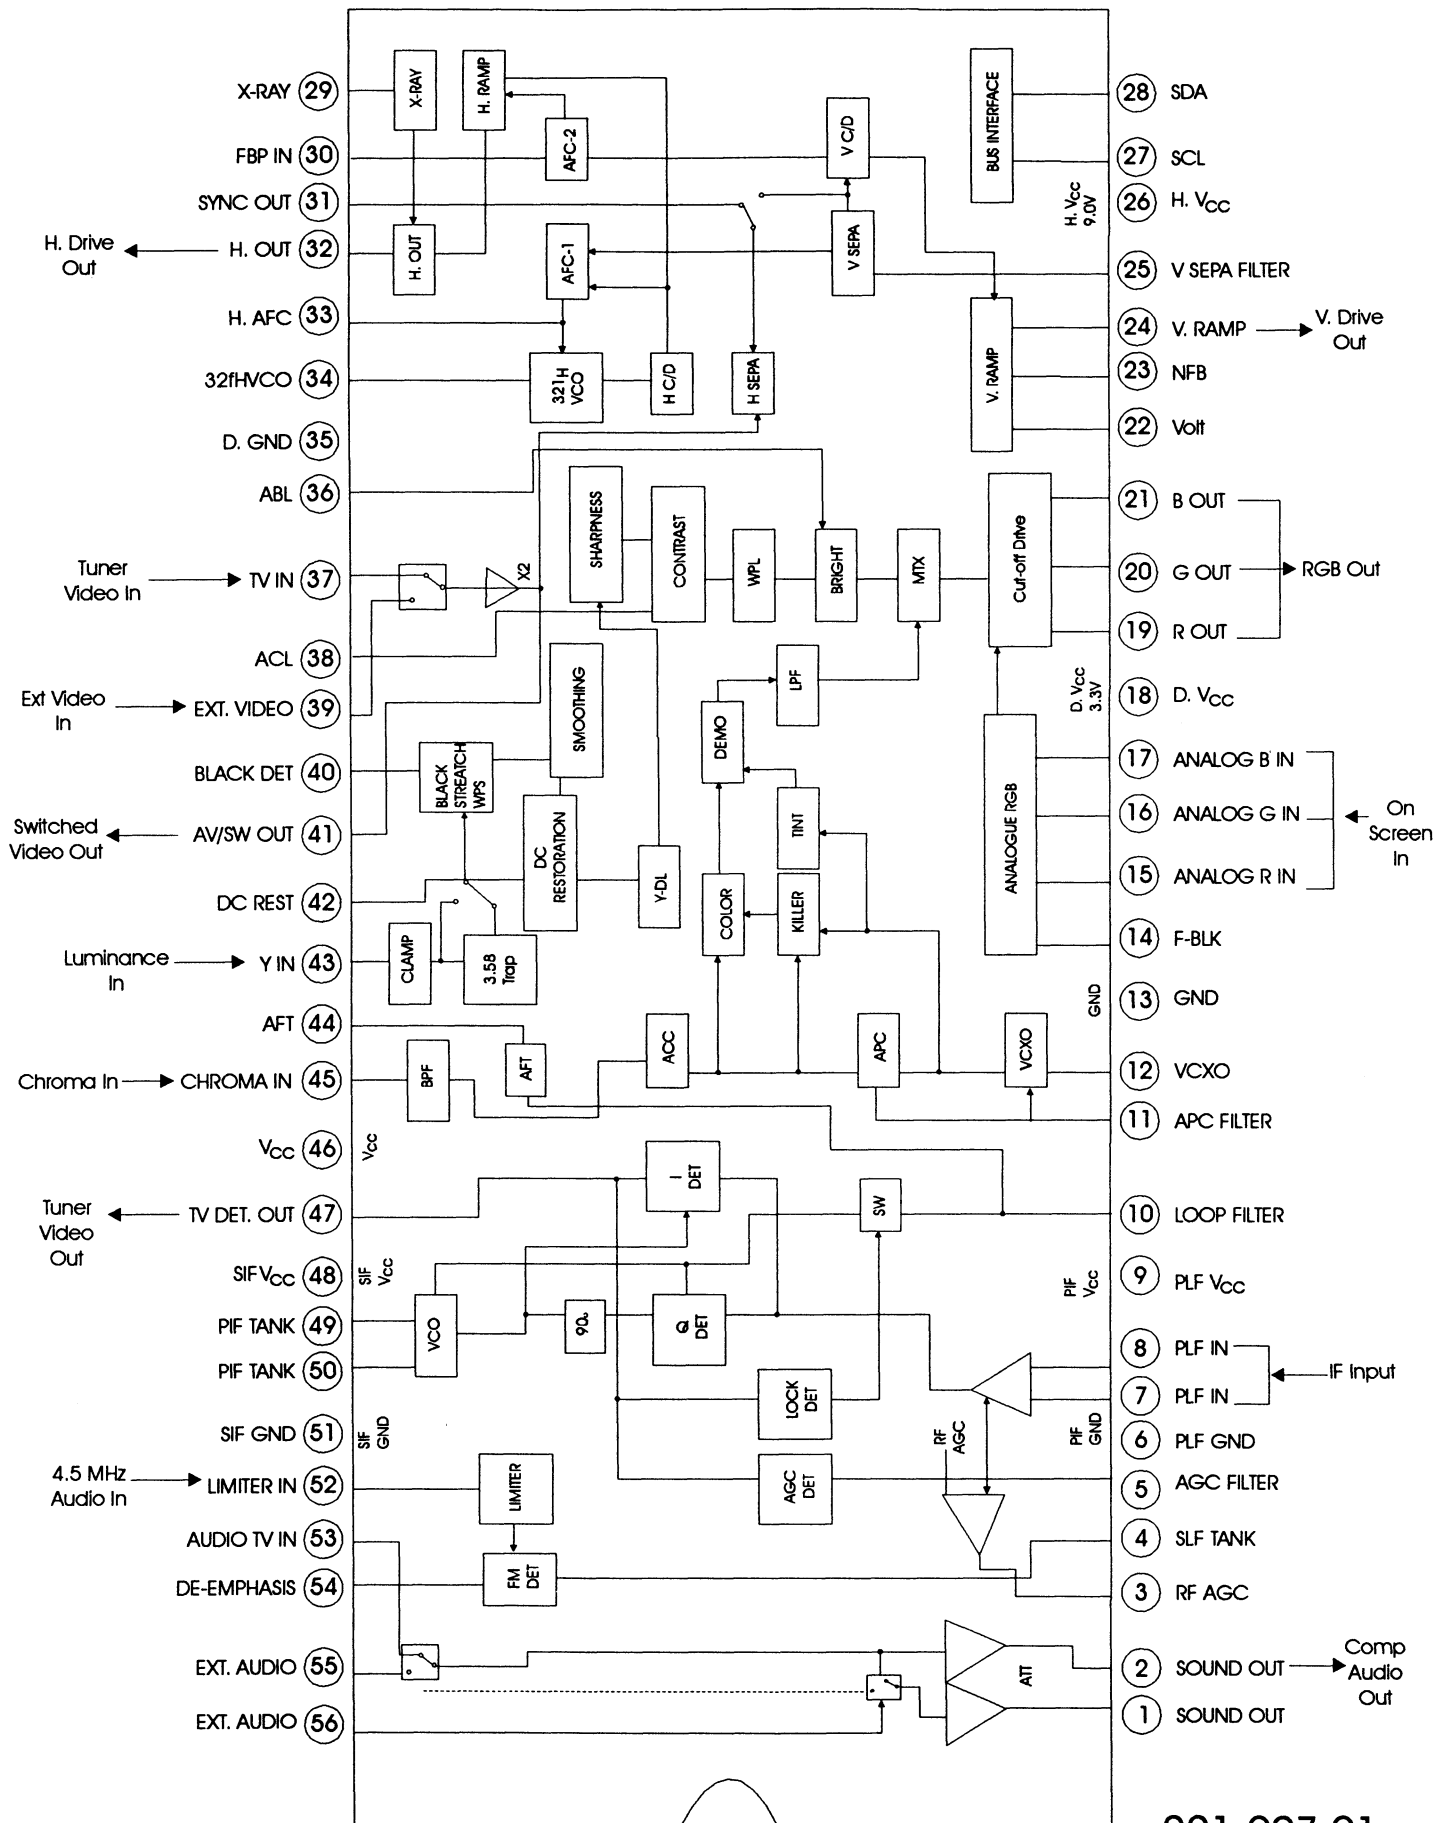 X-RAY 29
FBP IN 30
SYNC OUT 31
H. Drive
Out
H. OUT 32
H. AFC 33
32fHVCO 34
D. GND 35
ABL 36
Tuner
Video In
TV IN 37
ACL 38
Ext Video
In
EXT. VIDEO 39
BLACK DET 40
Switched
Video Out
AV/SW OUT 41
DC REST 42
Luminance
In
Y IN 43
AFT 44
Chroma In
CHROMA IN 45
VCC 46
Tuner
Video
Out
TV DET. OUT 47
SIF VCC 48
PIF TANK 49
PIF TANK 50
SIF GND 51
4.5 MHz
Audio In
LIMITER IN 52
AUDIO TV IN 53
DE-EMPHASIS 54
EXT. AUDIO 55
EXT. AUDIO 56
X-RAY
H. RAMP
AFC-2
V C/D
BUS INTERFACE
H. VCC
9.0V
H. OUT
AFC-1
V SEPA
V. RAMP
321H
VCO
H C/D
H SEPA
SHARPNESS
CONTRAST
WPL
BRIGHT
MTX
Cut-off Drive
X2
SMOOTHING
LPF
D. VCC
3.3V
BLACK
STREATCH
WPS
DEMO
TINT
ANALOGUE RGB
DC
RESTORATION
Y-DL
COLOR
KILLER
CLAMP
3.58
Trap
GND
BPF
AFT
ACC
APC
VCXO
VCC
I
DET
SW
SIF
VCC
PIF
VCC
VCO
90°
Q
DET
LOCK
DET
RF
AGC
PIF
GND
SIF
GND
LIMITER
AGC
DET
FM
DET
ATT
28 SDA
27 SCL
26 H. VCC
25 V SEPA FILTER
24 V. RAMP
V. Drive
Out
23 NFB
22 Volt
21 B OUT
20 G OUT
RGB Out
19 R OUT
18 D. VCC
17 ANALOG B IN
16 ANALOG G IN
On
Screen
In
15 ANALOG R IN
14 F-BLK
13 GND
12 VCXO
11 APC FILTER
10 LOOP FILTER
9 PLF VCC
8 PLF IN
IF Input
7 PLF IN
6 PLF GND
5 AGC FILTER
4 SLF TANK
3 RF AGC
2 SOUND OUT
Comp
Audio
Out
1 SOUND OUT